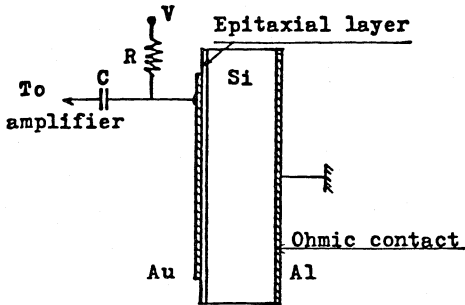 V
Epitaxial layer
R
Si
C
To
amplifier
Ohmic contact
Au
Al